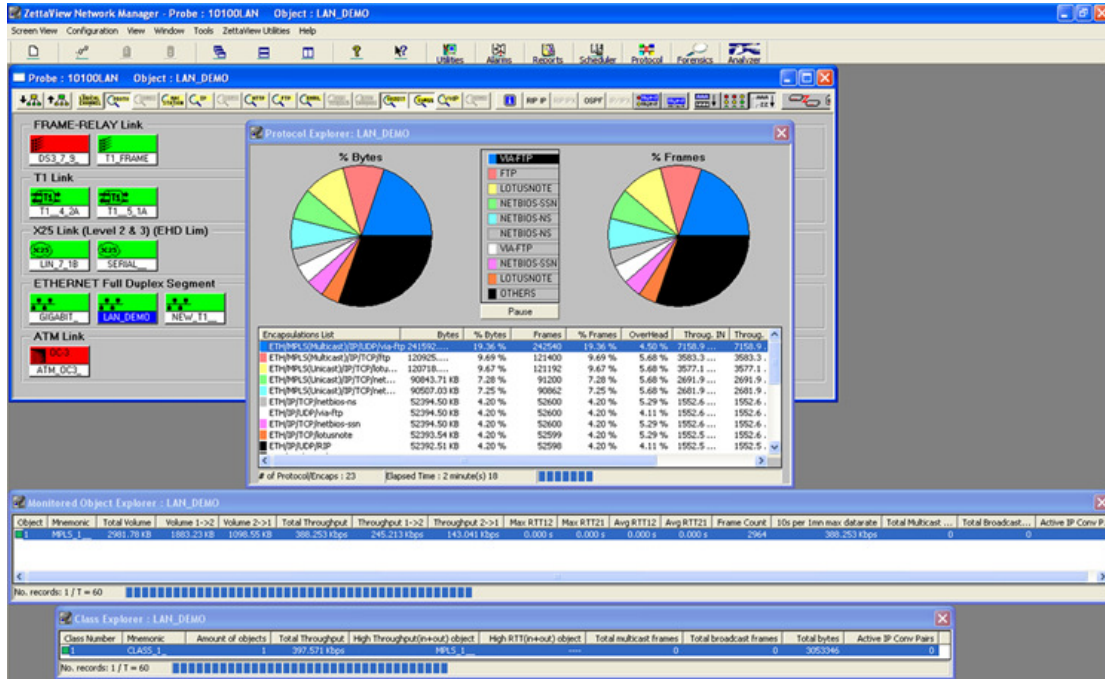 ZettaView Network Manager - Probe : 10100LAN Object : LAN_DEMO
Screen View Configuration View Window Tools ZettaView Utilities Help
Utilities Alarms Reports Scheduler Protocol Forensics Analyzer
Probe : 10100LAN Object : LAN_DEMO
RIP IP OSPF
FRAME-RELAY Link
DS3_7_9_ T1_FRAME
T1 Link
T1__4_2A T1__5_1A
X25 Link (Level 2 & 3) (EHD Lim)
X25 X25
LIN_7_1B SERIAL__
ETHERNET Full Duplex Segment
GIGABIT_ LAN_DEMO NEW_T1__
ATM Link
OC-3
ATM_OC3_
Protocol Explorer: LAN_DEMO
% Bytes
% Frames
VIA-FTP
FTP
LOTUSNOTE
NETBIOS-SSN
NETBIOS-NS
NETBIOS-NS
VIA-FTP
NETBIOS-SSN
LOTUSNOTE
OTHERS
Pause
Encapsulations List Bytes % Bytes Frames % Frames OverHead Throug. IN Throug.
ETH/MPLS(Multicast)/IP/UDP/via-ftp 241592.... 19.36 % 242540 19.36 % 4.50 % 7158.9 ... 7158.9 .
ETH/MPLS(Multicast)/IP/TCP/ftp 120925.... 9.69 % 121400 9.69 % 5.68 % 3583.3 ... 3583.3 .
ETH/MPLS(Unicast)/IP/TCP/lotu... 120718.... 9.67 % 121192 9.67 % 5.68 % 3577.1 ... 3577.1 .
ETH/MPLS(Unicast)/IP/TCP/net... 90843.71 KB 7.28 % 91200 7.28 % 5.68 % 2691.9 ... 2691.9 .
ETH/MPLS(Unicast)/IP/TCP/net... 90507.03 KB 7.25 % 90862 7.25 % 5.68 % 2681.9 ... 2681.9 .
ETH/IP/TCP/netbios-ns 52394.50 KB 4.20 % 52600 4.20 % 5.29 % 1552.6 ... 1552.6 .
ETH/IP/UDP/via-ftp 52394.50 KB 4.20 % 52600 4.20 % 4.11 % 1552.6 ... 1552.6 .
ETH/IP/TCP/netbios-ssn 52394.50 KB 4.20 % 52600 4.20 % 5.29 % 1552.6 ... 1552.6 .
ETH/IP/TCP/lotusnote 52393.54 KB 4.20 % 52599 4.20 % 5.29 % 1552.5 ... 1552.6 .
ETH/IP/UDP/RIP 52392.51 KB 4.20 % 52598 4.20 % 4.11 % 1552.5 ... 1552.5 .
# of Protocol/Encaps : 23 Elapsed Time : 2 minute(s) 18
Monitored Object Explorer : LAN_DEMO
Object Mnemonic Total Volume Volume 1->2 Volume 2->1 Total Throughput Throughput 1->2 Throughput 2->1 Max RTT12 Max RTT21 Avg RTT12 Avg RTT21 Frame Count 10s per 1mn max datarate Total Multicast ... Total Broadcast... Active IP Conv P
1 MPLS_1__ 2981.78 KB 1883.23 KB 1098.55 KB 388.253 Kbps 245.213 Kbps 143.041 Kbps 0.000 s 0.000 s 0.000 s 0.000 s 2964 388.253 Kbps 0 0
No. records: 1 / T = 60
Class Explorer : LAN_DEMO
Class Number Mnemonic Amount of objects Total Throughput High Throughput(in+out) object High RTT(in+out) object Total multicast frames Total broadcast frames Total bytes Active IP Conv Pairs
1 CLASS_1_ 1 397.571 Kbps MPLS_1__ ---- 0 0 3053346 0
No. records: 1 / T = 60